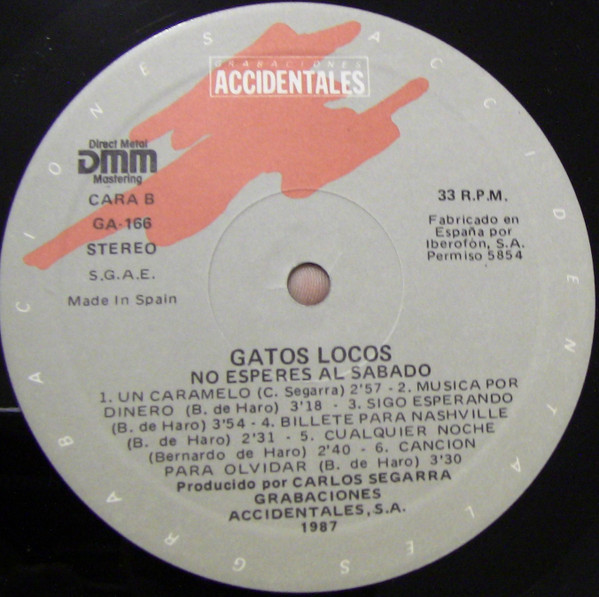 GRABACIONES
ACCIDENTALES
Direct Metal
DMM
Mastering
CARA B
GA-166
STEREO
S.G.A.E.
Made In Spain
33 R.P.M.
Fabricado en
España por
Iberofón, S.A.
Permiso 5854
GATOS LOCOS
NO ESPERES AL SABADO
1. UN CARAMELO (C. Segarra) 2'57 - 2. MUSICA POR
DINERO (B. de Haro) 3'18 - 3. SIGO ESPERANDO
(B. de Haro) 3'54 - 4. BILLETE PARA NASHVILLE
(B. de Haro) 2'31 - 5. CUALQUIER NOCHE
(Bernardo de Haro) 2'40 - 6. CANCION
PARA OLVIDAR (B. de Haro) 3'30
Producido por CARLOS SEGARRA
GRABACIONES
ACCIDENTALES, S.A.
1987
GRABACIONES ACCIDENTALES